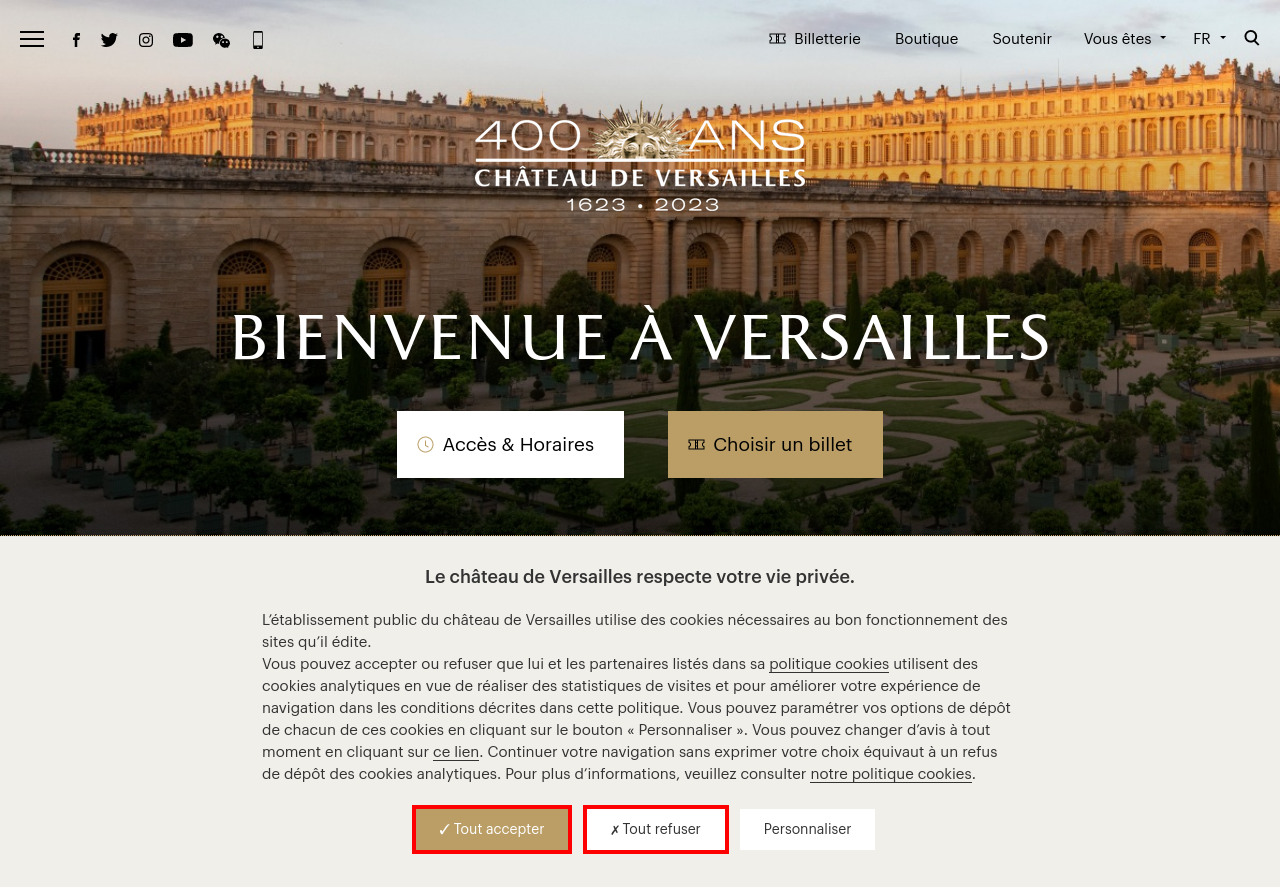 Billetterie Boutique Soutenir Vous êtes FR
400 ANS
CHÂTEAU DE VERSAILLES
1623 • 2023
BIENVENUE À VERSAILLES
Accès & Horaires
Choisir un billet
Le château de Versailles respecte votre vie privée.
L’établissement public du château de Versailles utilise des cookies nécessaires au bon fonctionnement des
sites qu’il édite.
Vous pouvez accepter ou refuser que lui et les partenaires listés dans sa politique cookies utilisent des
cookies analytiques en vue de réaliser des statistiques de visites et pour améliorer votre expérience de
navigation dans les conditions décrites dans cette politique. Vous pouvez paramétrer vos options de dépôt
de chacun de ces cookies en cliquant sur le bouton « Personnaliser ». Vous pouvez changer d’avis à tout
moment en cliquant sur ce lien. Continuer votre navigation sans exprimer votre choix équivaut à un refus
de dépôt des cookies analytiques. Pour plus d’informations, veuillez consulter notre politique cookies.
✓ Tout accepter
✗ Tout refuser
Personnaliser